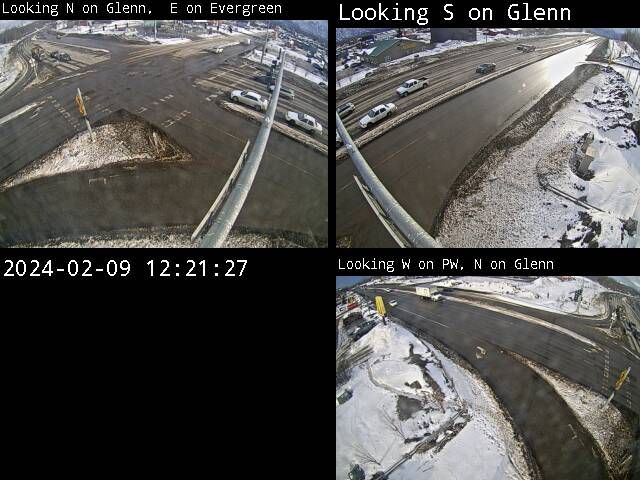 Looking N on Glenn, E on Evergreen
Looking S on Glenn
2024-02-09 12:21:27
Looking W on PW, N on Glenn